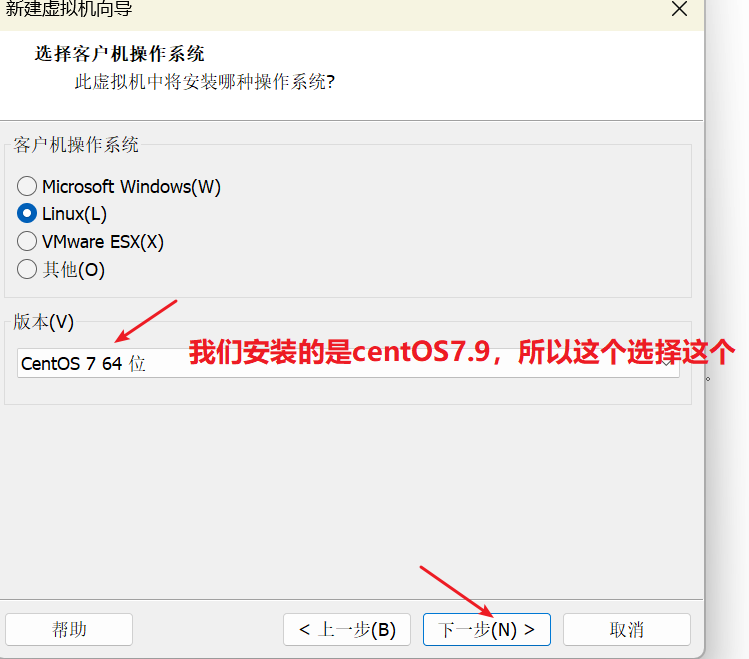 新建虚拟机向导
选择客户机操作系统
此虚拟机中将安装哪种操作系统?
客户机操作系统
Microsoft Windows(W)
Linux(L)
VMware ESX(X)
其他(O)
版本(V)
CentOS 7 64 位
我们安装的是centOS7.9，所以这个选择这个
。
帮助
< 上一步(B)
下一步(N) >
取消